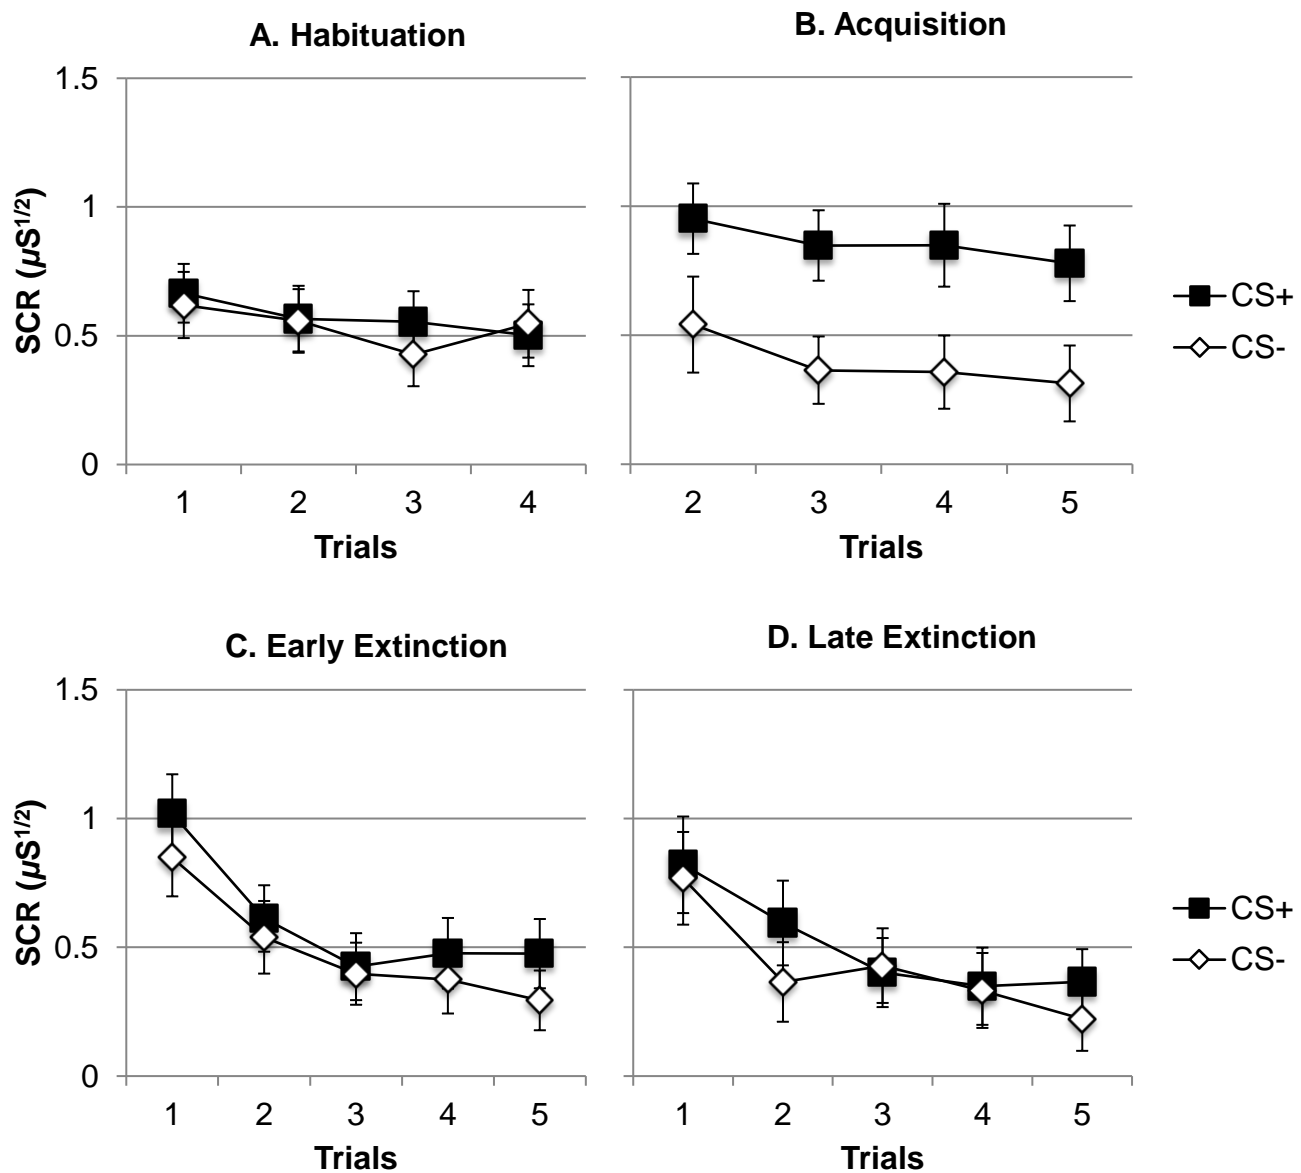 A. Habituation
B. Acquisition
SCR (µS1/2)
1.5
1
0.5
0
1 2 3 4
Trials
2 3 4 5
Trials
CS+
CS-
C. Early Extinction
D. Late Extinction
SCR (µS1/2)
1.5
1
0.5
0
1 2 3 4 5
Trials
1 2 3 4 5
Trials
CS+
CS-